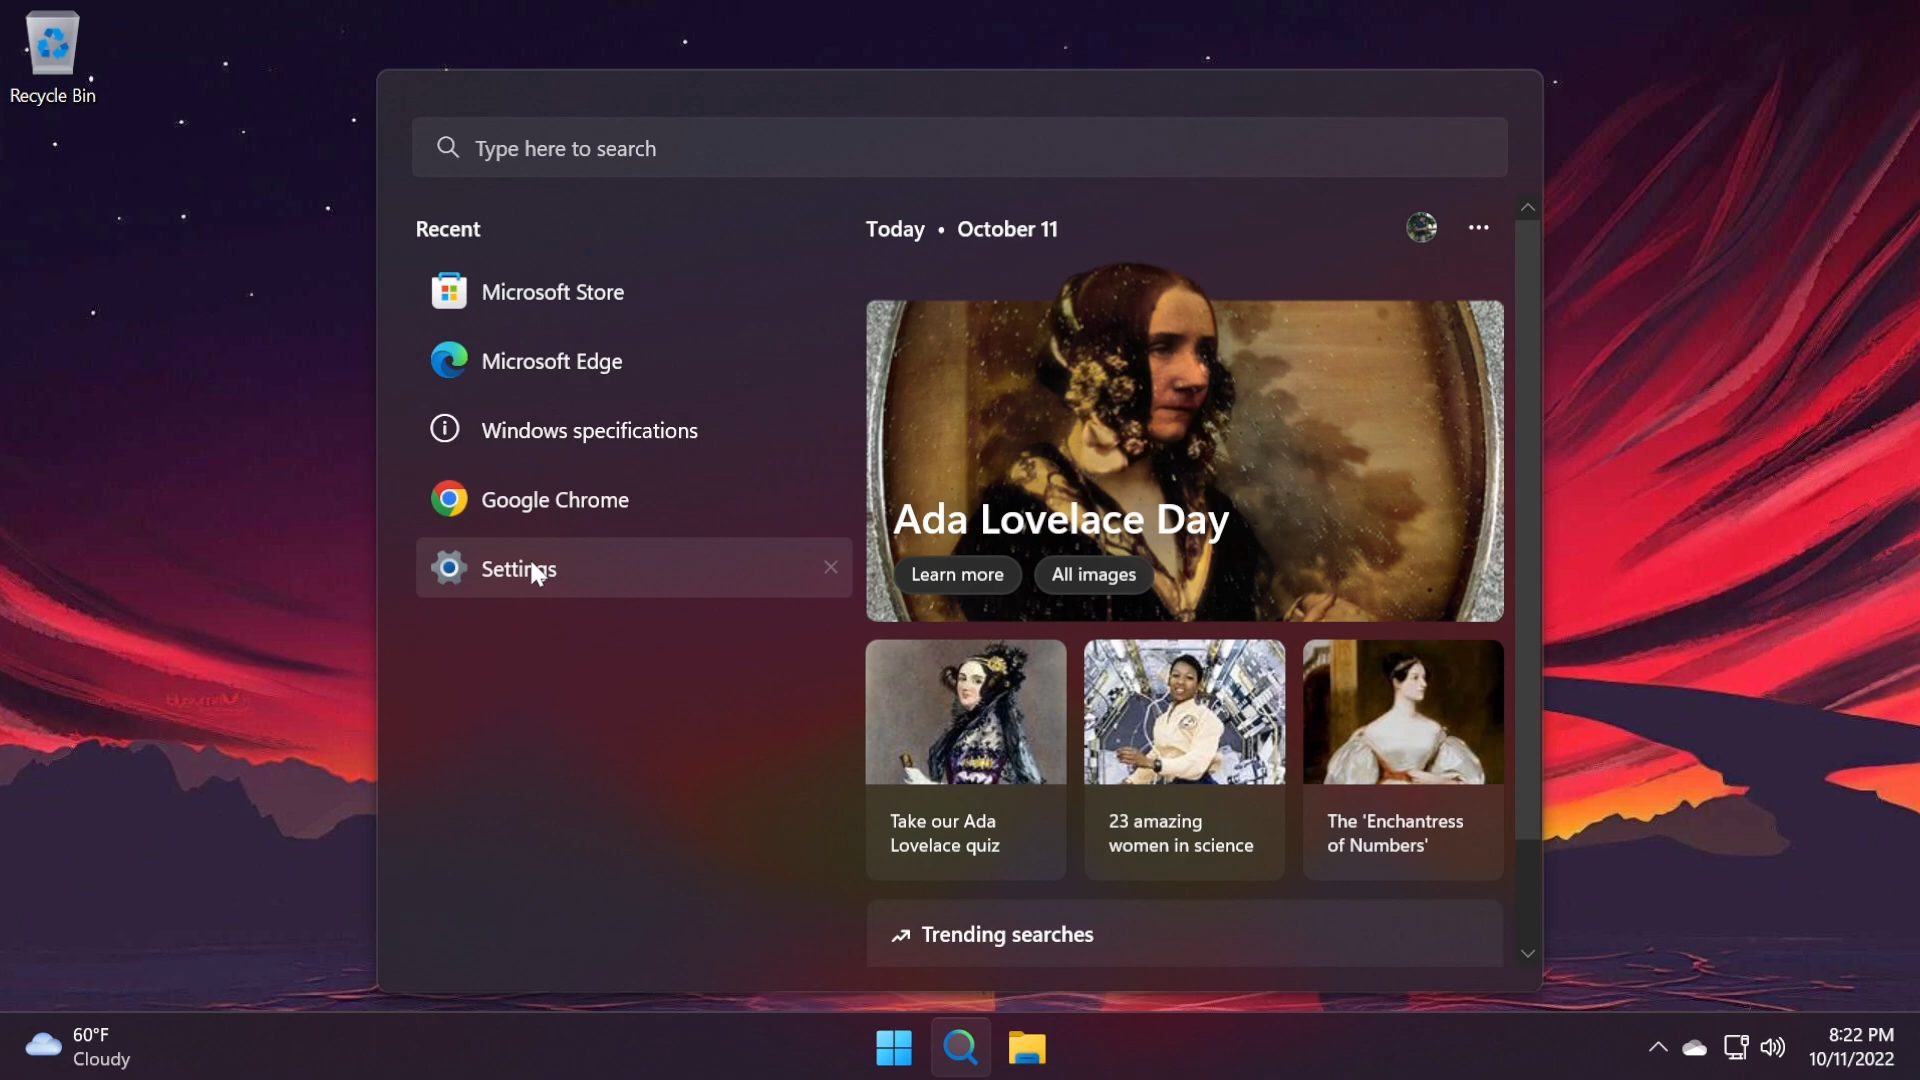 Recycle Bin
Type here to search
Recent
Microsoft Store
Microsoft Edge
Windows specifications
Google Chrome
Settings
Today • October 11
Ada Lovelace Day
Learn more
All images
Take our Ada
Lovelace quiz
23 amazing
women in science
The 'Enchantress
of Numbers'
Trending searches
60°F
Cloudy
8:22 PM
10/11/2022